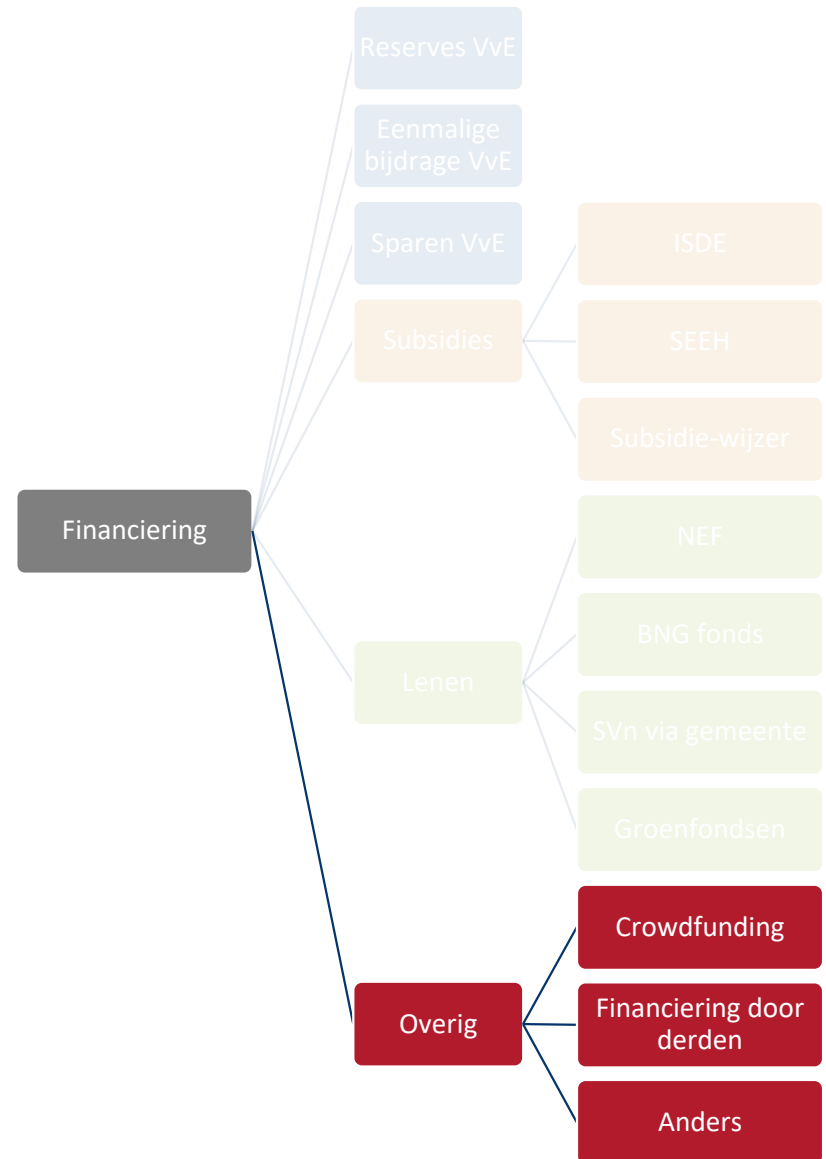 Reserves VvE
Eenmalige
bijdrage VvE
Sparen VvE
ISDE
Subsidies
SEEH
Subsidie-wijzer
Financiering
NEF
BNG fonds
Lenen
SVn via gemeente
Groenfondsen
Crowdfunding
Overig
Financiering door
derden
Anders